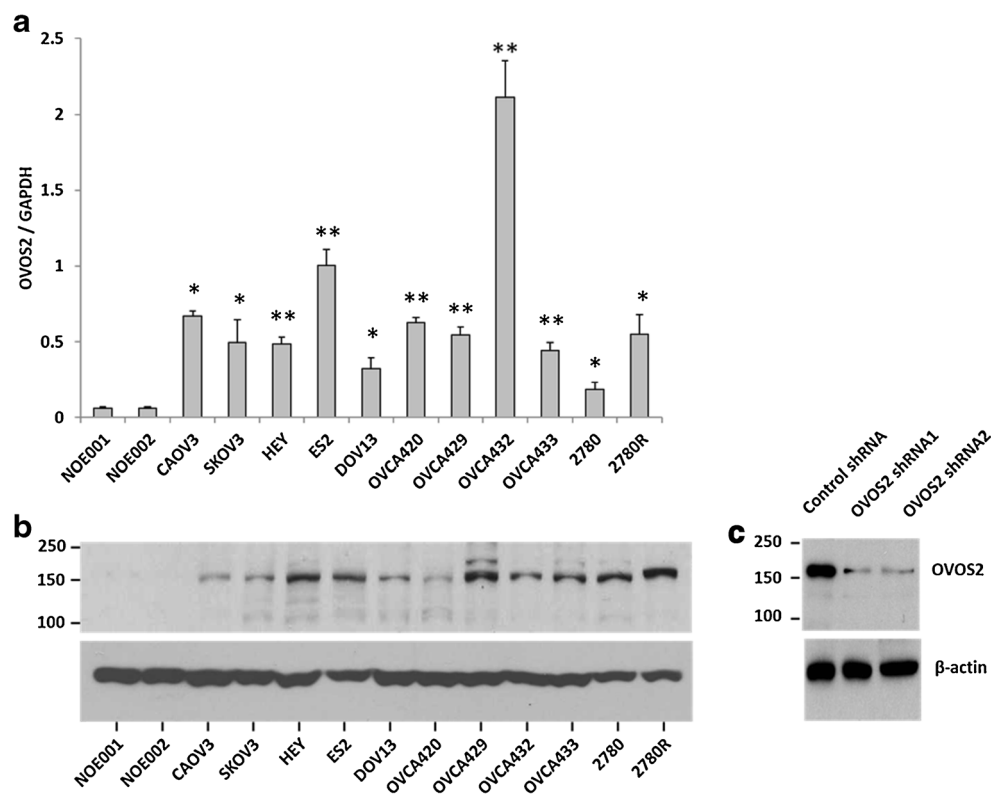 a
2.5
2
1.5
1
0.5
0
OVOS2 / GAPDH
**
*
*
**
**
*
**
**
**
*
*
NOE001
NOE002
CAOV3
SKOV3
HEY
ES2
DOV13
OVCA420
OVCA429
OVCA432
OVCA433
2780
2780R
b
250
150
100
NOE001
NOE002
CAOV3
SKOV3
HEY
ES2
DOV13
OVCA420
OVCA429
OVCA432
OVCA433
2780
2780R
c
Control shRNA
OVOS2 shRNA1
OVOS2 shRNA2
250
150
100
OVOS2
β-actin